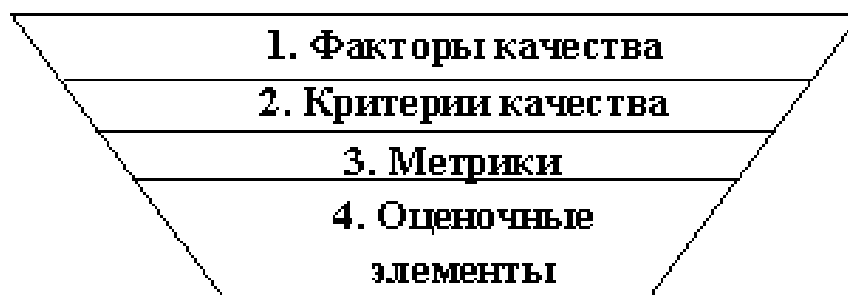 1. Факторы качества
2. Критерии качества
3. Метрики
4. Оценочные
элементы